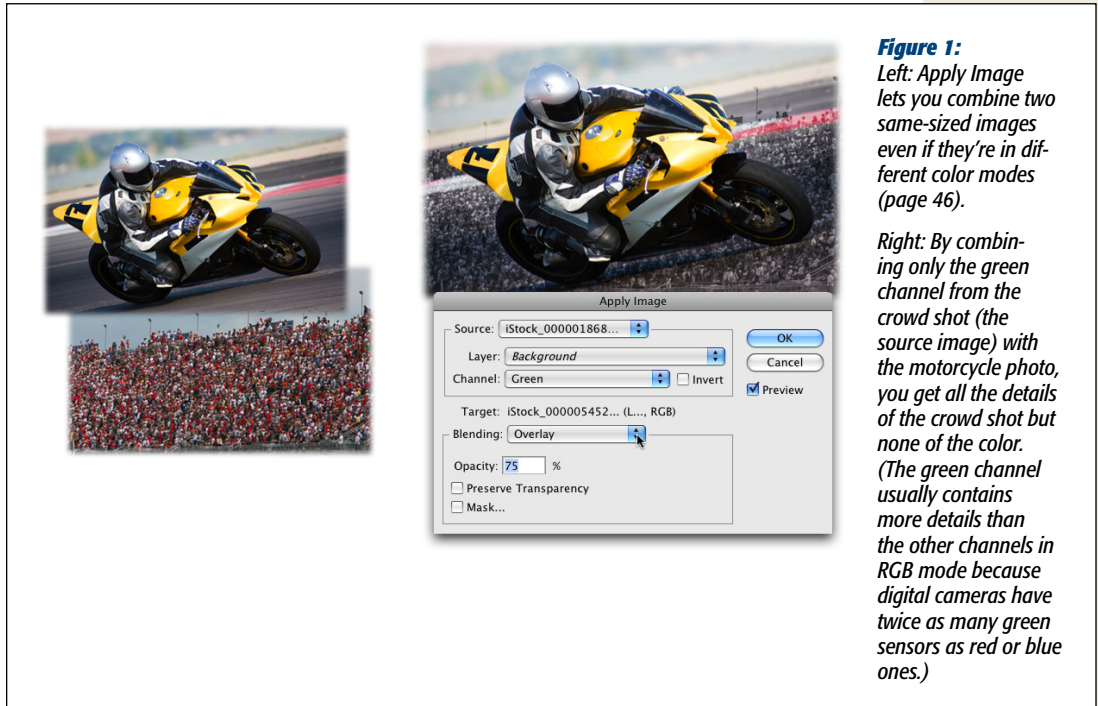 Figure 1:
Left: Apply Image
lets you combine two
same-sized images
even if they're in dif-
ferent color modes
(page 46).
Right: By combin-
ing only the green
channel from the
crowd shot (the
source image) with
the motorcycle photo,
you get all the details
of the crowd shot but
none of the color.
(The green channel
usually contains
more details than
the other channels in
RGB mode because
digital cameras have
twice as many green
sensors as red or blue
ones.)
Apply Image
Source: iStock_000001868...
OK
Layer: Background
Cancel
Channel: Green Invert
Preview
Target: iStock_000005452... (L..., RGB)
Blending: Overlay
Opacity: 75 %
Preserve Transparency
Mask...